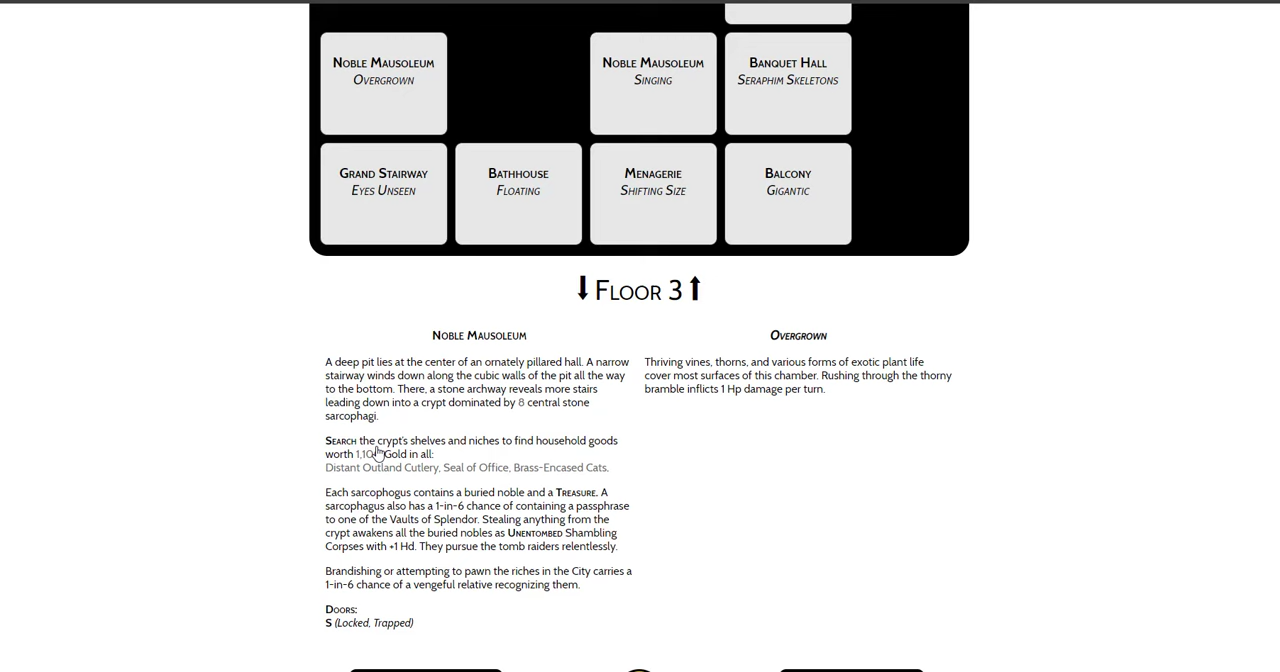 Noble Mausoleum
Overgrown
Noble Mausoleum
Singing
Banquet Hall
Seraphim Skeletons
Grand Stairway
Eyes Unseen
Bathhouse
Floating
Menagerie
Shifting Size
Balcony
Gigantic
⬇Floor 3⬆
Noble Mausoleum
A deep pit lies at the center of an ornately pillared hall. A narrow
stairway winds down along the cubic walls of the pit all the way
to the bottom. There, a stone archway reveals more stairs
leading down into a crypt dominated by 8 central stone
sarcophagi.
Search the crypt's shelves and niches to find household goods
worth Gold in all:
Distant Outland Cutlery, Seal of Office, Brass-Encased Cats.
Each sarcophogus contains a buried noble and a Treasure. A
sarcophagus also has a 1-in-6 chance of containing a passphrase
to one of the Vaults of Splendor. Stealing anything from the
crypt awakens all the buried nobles as Unentombed Shambling
Corpses with +1 Hd. They pursue the tomb raiders relentlessly.
Brandishing or attempting to pawn the riches in the City carries a
1-in-6 chance of a vengeful relative recognizing them.
Doors:
S (Locked, Trapped)
Overgrown
Thriving vines, thorns, and various forms of exotic plant life
cover most surfaces of this chamber. Rushing through the thorny
bramble inflicts 1 Hp damage per turn.